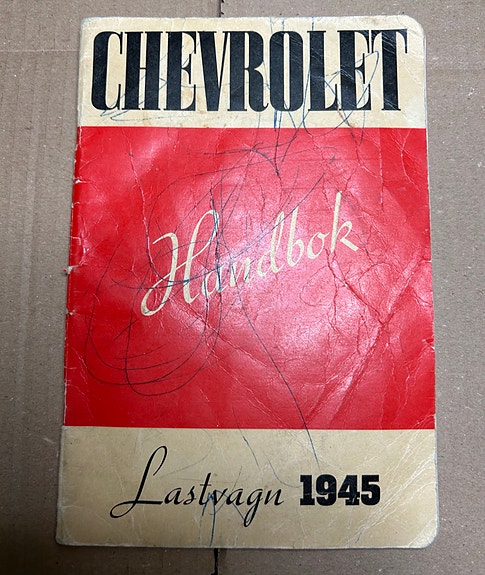 CHEVROLET
Handbok
Lastvagn 1945